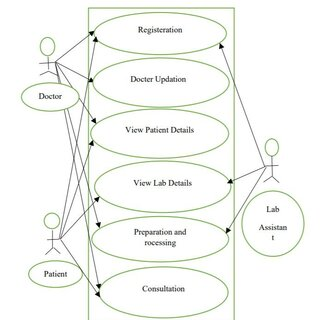 Registeration
Docter Updation
Doctor
View Patient Details
View Lab Details
Lab
Assistan
t
Preparation and
rocessing
Patient
Consultation